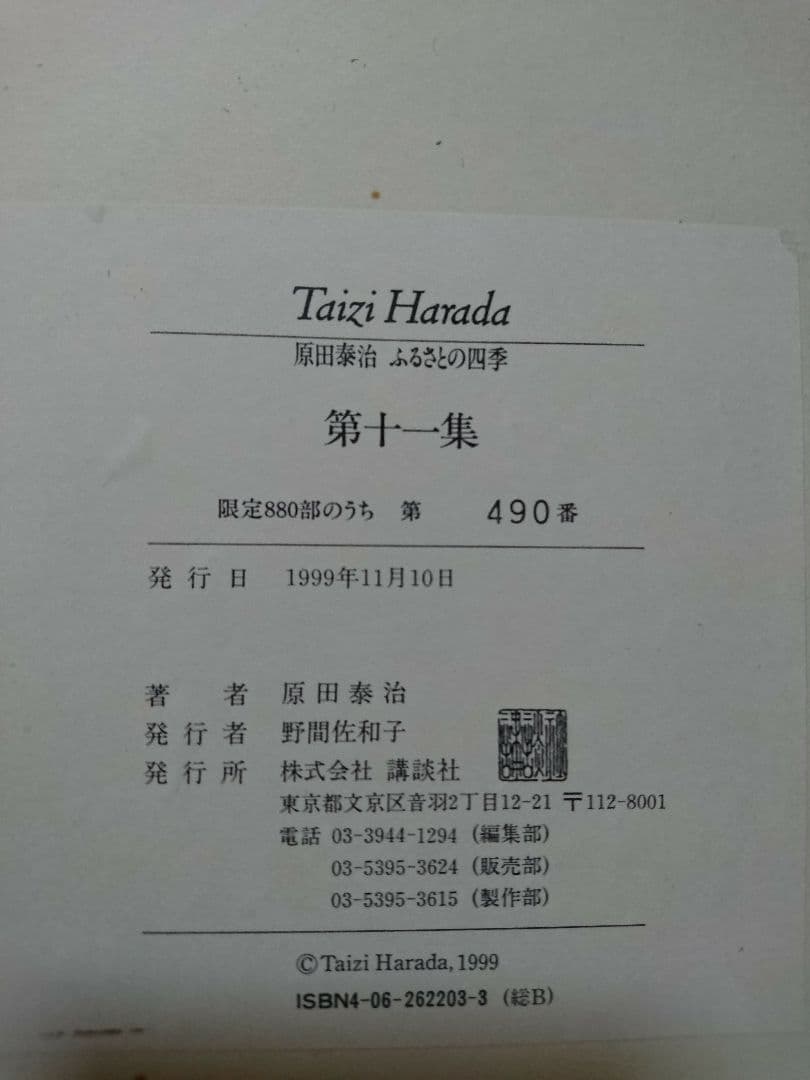 Taizi Harada
原田泰治 ふるさとの四季
第十一集
限定880部のうち 第 490番
発行日 1999年11月10日
著者 原田泰治
発行者 野間佐和子
発行所 株式会社 講談社
東京都文京区音羽2丁目12-21 〒112-8001
電話 03-3944-1294 (編集部)
03-5395-3624 (販売部)
03-5395-3615 (製作部)
©Taizi Harada, 1999
ISBN4-06-262203-3 (総B)